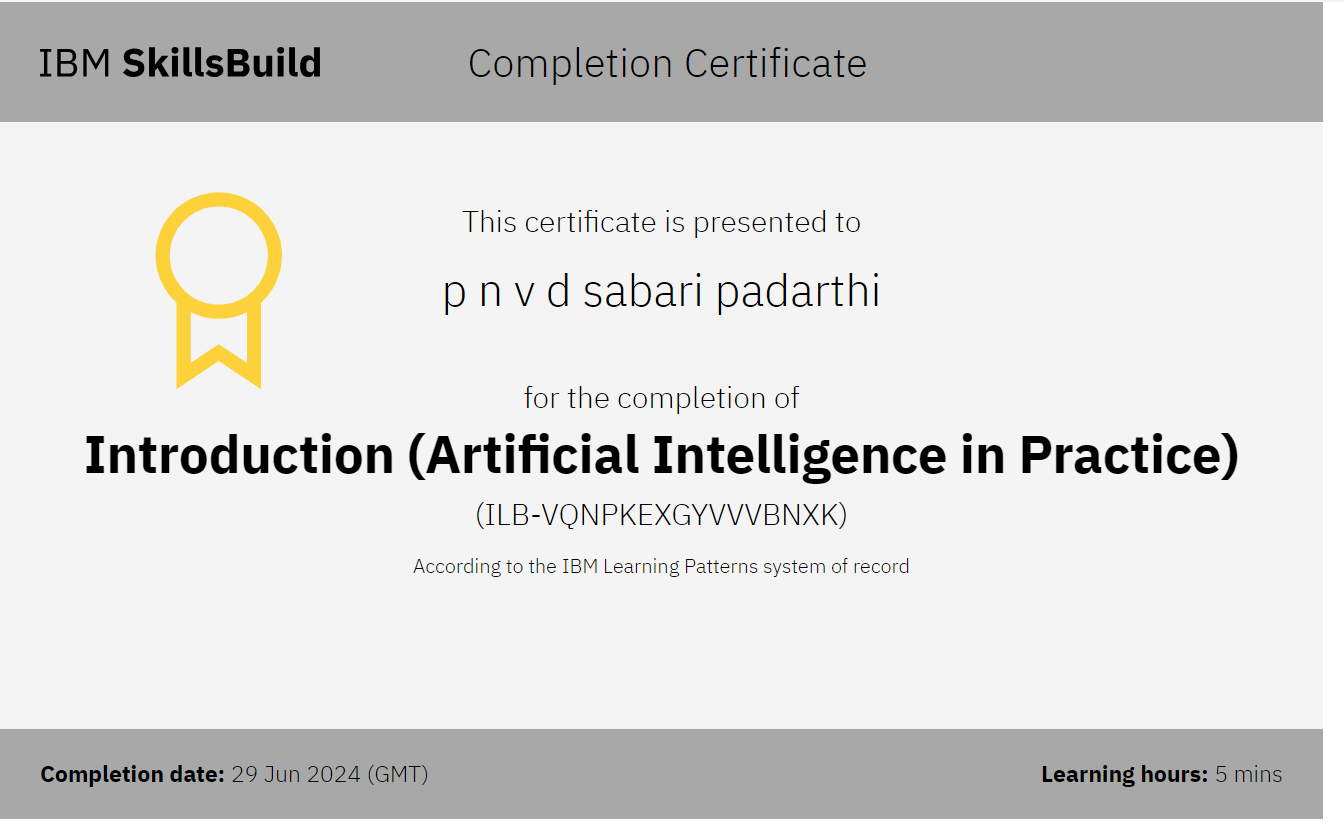 IBM SkillsBuild
Completion Certificate
This certificate is presented to
p n v d sabari padarthi
for the completion of
Introduction (Artificial Intelligence in Practice)
(ILB-VQNPKEXGYVVVBNXK)
According to the IBM Learning Patterns system of record
Completion date: 29 Jun 2024 (GMT)
Learning hours: 5 mins